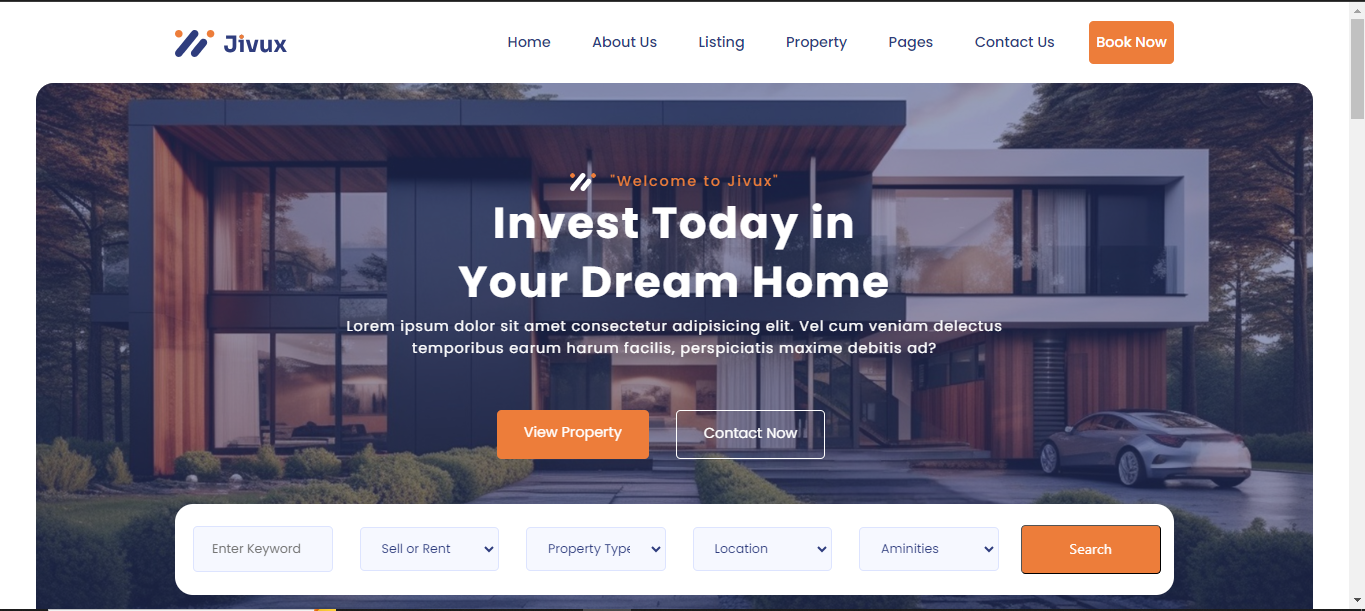 Jivux
Home About Us Listing Property Pages Contact Us Book Now
"Welcome to Jivux"
Invest Today in
Your Dream Home
Lorem ipsum dolor sit amet consectetur adipisicing elit. Vel cum veniam delectus
temporibus earum harum facilis, perspiciatis maxime debitis ad?
View Property Contact Now
Enter Keyword Sell or Rent Property Type Location Aminities Search